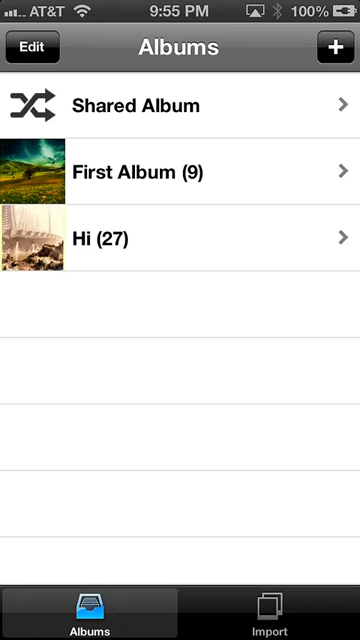 AT&T 9:55 PM 100%
Edit Albums +
Shared Album
First Album (9)
Hi (27)
Albums Import